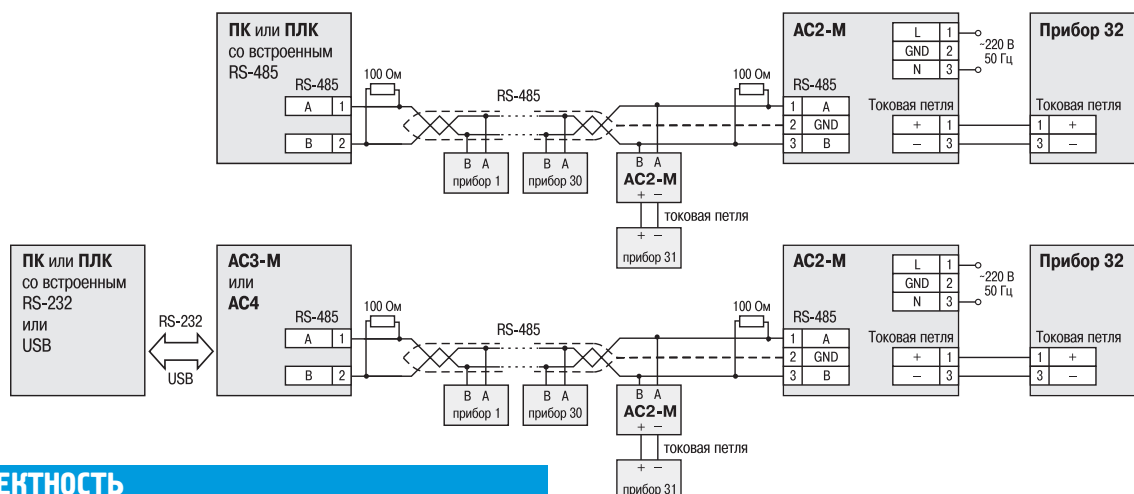 ПК или ПЛК
со встроенным
RS-485
RS-485
A 1
B 2
100 Ом
RS-485
B A
прибор 1
B A
прибор 30
B A
АС2-М
+ −
токовая петля
+ −
прибор 31
100 Ом
АС2-М
RS-485
1 A
2 GND
3 B
L 1
GND 2
N 3
~220 В
50 Гц
Токовая петля
+ 1
− 3
Прибор 32
Токовая петля
1 +
3 −
ПК или ПЛК
со встроенным
RS-232
или
USB
RS-232
USB
АС3-М
или
АС4
RS-485
A 1
B 2
100 Ом
RS-485
B A
прибор 1
B A
прибор 30
B A
АС2-М
+ −
токовая петля
+ −
прибор 31
100 Ом
АС2-М
RS-485
1 A
2 GND
3 B
L 1
GND 2
N 3
~220 В
50 Гц
Токовая петля
+ 1
− 3
Прибор 32
Токовая петля
1 +
3 −
ЕКТНОСТЬ